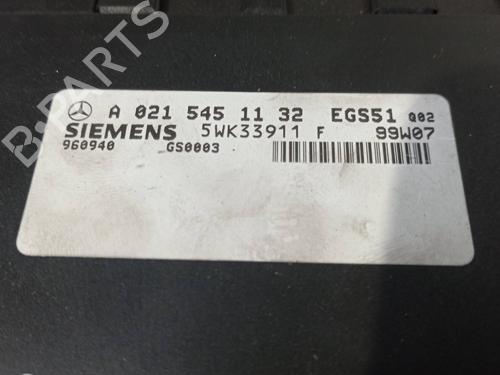 B-PARTS
A 021 545 11 32 EGS51 Q02
SIEMENS 5WK33911 F 99W07
960940 GS0003